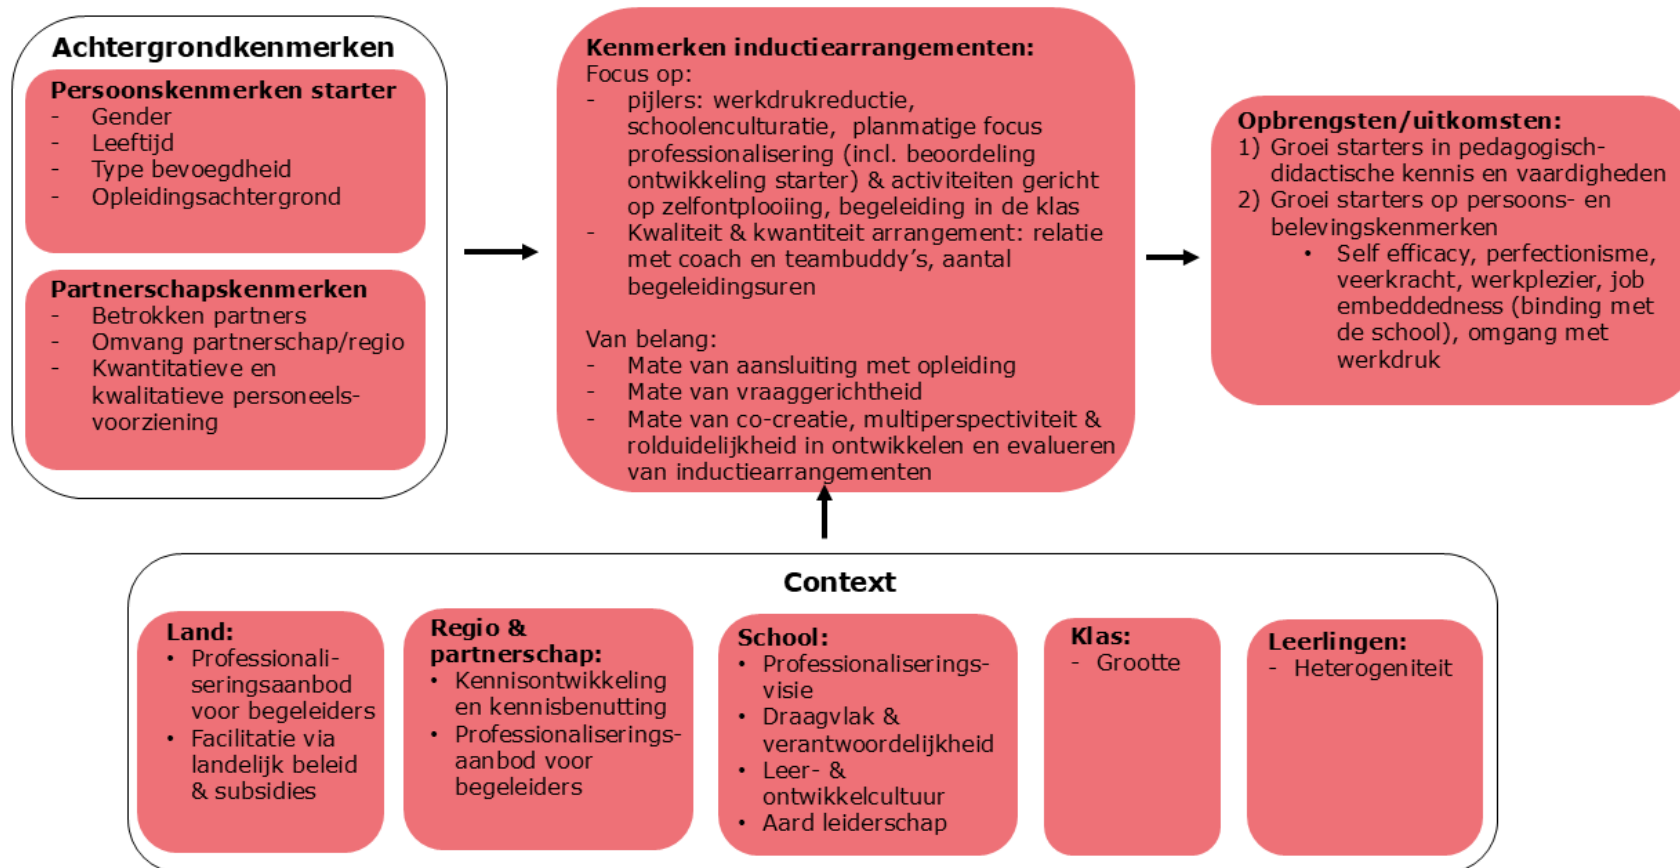 Achtergrondkenmerken
Persoonskenmerken starter
- Gender
- Leeftijd
- Type bevoegdheid
- Opleidingsachtergrond
Partnerschapskenmerken
- Betrokken partners
- Omvang partnerschap/regio
- Kwantitatieve en
kwalitatieve personeels-
voorziening
Kenmerken inductiearrangementen:
Focus op:
- pijlers: werkdrukreductie,
schoolenculturatie, planmatige focus
professionalisering (incl. beoordeling
ontwikkeling starter) & activiteiten gericht
op zelfontplooiing, begeleiding in de klas
- Kwaliteit & kwantiteit arrangement: relatie
met coach en teambuddy's, aantal
begeleidingsuren
Van belang:
- Mate van aansluiting met opleiding
- Mate van vraaggerichtheid
- Mate van co-creatie, multiperspectiviteit &
rolduidelijkheid in ontwikkelen en evalueren
van inductiearrangementen
Opbrengsten/uitkomsten:
1) Groei starters in pedagogisch-
didactische kennis en vaardigheden
2) Groei starters op persoons- en
belevingskenmerken
• Self efficacy, perfectionisme,
veerkracht, werkplezier, job
embeddedness (binding met
de school), omgang met
werkdruk
Context
Land:
• Professionali-
seringsaanbod
voor begeleiders
• Facilitatie via
landelijk beleid
& subsidies
Regio &
partnerschap:
• Kennisontwikkeling
en kennisbenutting
• Professionaliserings-
aanbod voor
begeleiders
School:
• Professionaliserings-
visie
• Draagvlak &
verantwoordelijkheid
• Leer- &
ontwikkelcultuur
• Aard leiderschap
Klas:
- Grootte
Leerlingen:
- Heterogeniteit